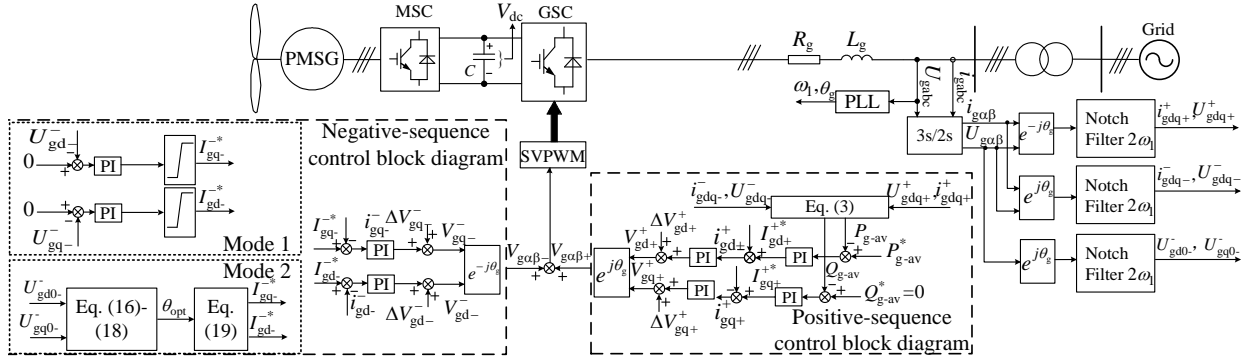 MSC
V_dc
GSC
PMSG
C
+
−
R_g
L_g
Grid
U_gabc
i_gabc
ω_1, θ_g
PLL
3s/2s
i_gαβ
U_gαβ
e^{-jθ_g}
Notch Filter 2ω_1
i^+_gdq+, U^+_gdq+
e^{jθ_g}
Notch Filter 2ω_1
i^-_gdq-, U^-_gdq-
e^{jθ_g}
Notch Filter 2ω_1
U^-_gd0-, U^-_gq0-
SVPWM
Negative-sequence
control block diagram
U^-_gd-
0
−
+
PI
I^{-*}_gq-
0
+
−
PI
I^{-*}_gd-
U^-_gq-
Mode 1
Mode 2
U^-_gd0-
U^-_gq0-
Eq. (16)-
(18)
θ_opt
Eq.
(19)
I^{-*}_gq-
I^{-*}_gd-
I^{-*}_gq-
i^-_gq-
ΔV^-_gq-
V^-_gq-
PI
I^{-*}_gd-
i^-_gd-
PI
ΔV^-_gd-
V^-_gd-
e^{-jθ_g}
V_gαβ-
V_gαβ+
+
+
i^-_gdq-, U^-_gdq-
U^+_gdq+, i^+_gdq+
Eq. (3)
P_g-av
P^*_g-av
Q_g-av
Q^*_g-av=0
PI
PI
I^{+*}_gd+
I^{+*}_gq+
i^+_gd+
i^+_gq+
PI
PI
ΔV^+_gd+
V^+_gd+
V^+_gq+
ΔV^+_gq+
e^{jθ_g}
Positive-sequence
control block diagram